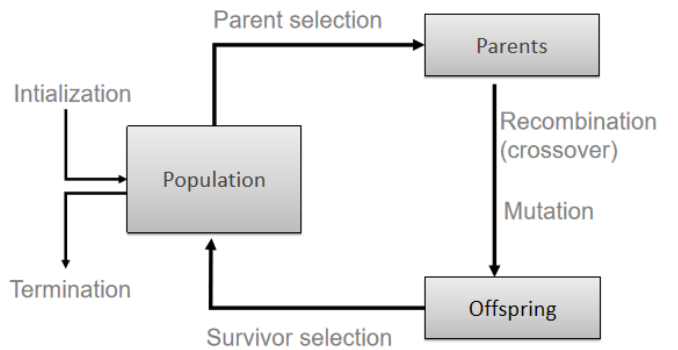 Parent selection
Parents
Intialization
Recombination
(crossover)
Population
Mutation
Termination
Offspring
Survivor selection